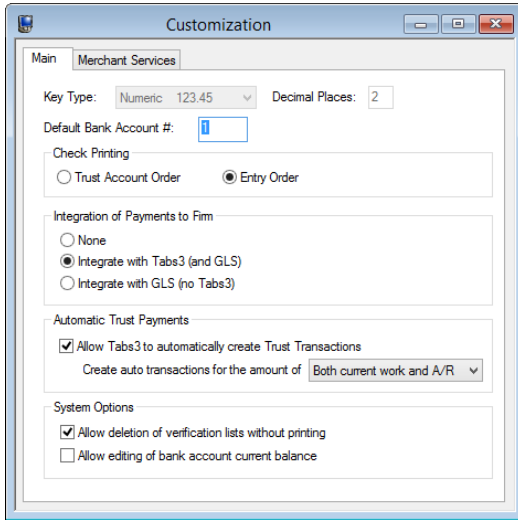 Customization
Main Merchant Services
Key Type: Numeric 123.45 Decimal Places: 2
Default Bank Account #: 1
Check Printing
Trust Account Order Entry Order
Integration of Payments to Firm
None
Integrate with Tabs3 (and GLS)
Integrate with GLS (no Tabs3)
Automatic Trust Payments
Allow Tabs3 to automatically create Trust Transactions
Create auto transactions for the amount of Both current work and A/R
System Options
Allow deletion of verification lists without printing
Allow editing of bank account current balance